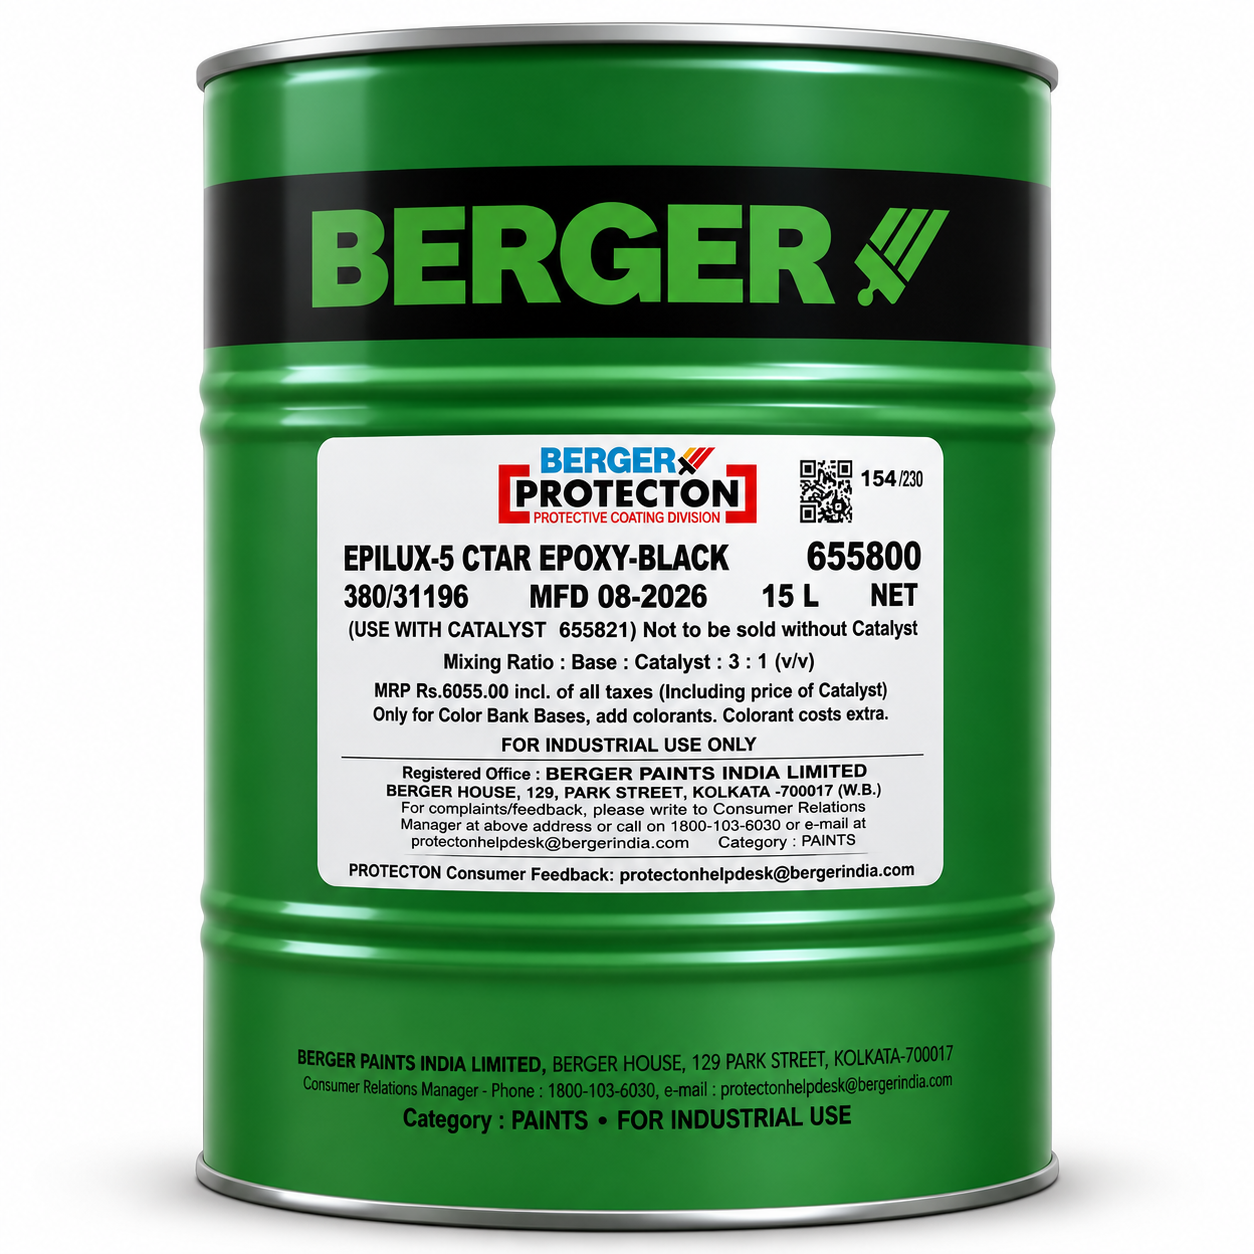 BERGER
BERGER
PROTECTON
PROTECTIVE COATING DIVISION
154/230
EPILUX-5 CTAR EPOXY-BLACK 655800
380/31196 MFD 08-2026 15 L NET
(USE WITH CATALYST 655821) Not to be sold without Catalyst
Mixing Ratio : Base : Catalyst : 3 : 1 (v/v)
MRP Rs.6055.00 incl. of all taxes (Including price of Catalyst)
Only for Color Bank Bases, add colorants. Colorant costs extra.
FOR INDUSTRIAL USE ONLY
Registered Office : BERGER PAINTS INDIA LIMITED
BERGER HOUSE, 129, PARK STREET, KOLKATA -700017 (W.B.)
For complaints/feedback, please write to Consumer Relations
Manager at above address or call on 1800-103-6030 or e-mail at
protectonhelpdesk@bergerindia.com Category : PAINTS
PROTECTON Consumer Feedback: protectonhelpdesk@bergerindia.com
BERGER PAINTS INDIA LIMITED, BERGER HOUSE, 129 PARK STREET, KOLKATA-700017
Consumer Relations Manager - Phone : 1800-103-6030, e-mail : protectonhelpdesk@bergerindia.com
Category : PAINTS • FOR INDUSTRIAL USE